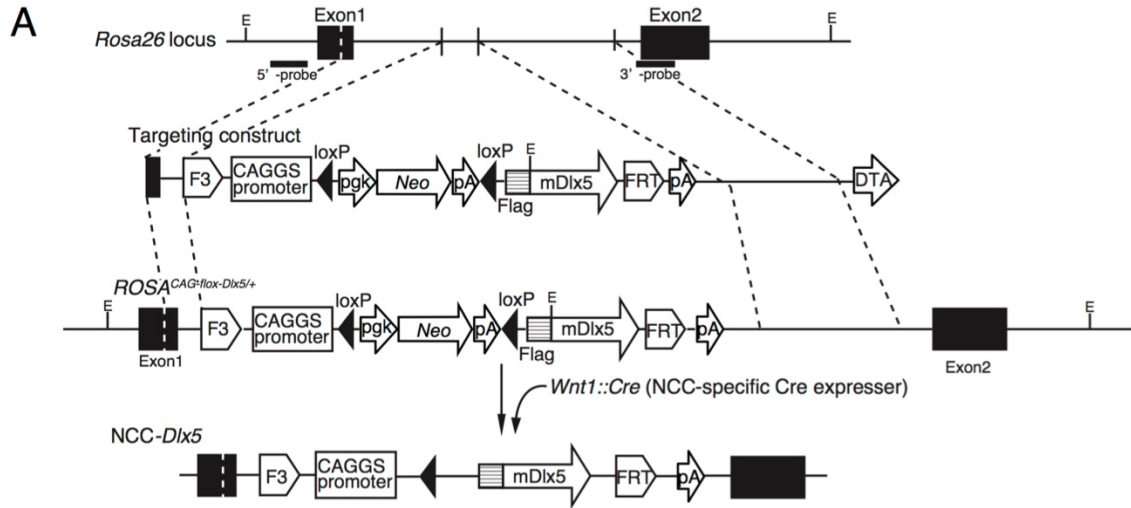 A
Rosa26 locus
E
Exon1
Exon2
E
5' -probe
3' -probe
Targeting construct
F3
CAGGS
promoter
loxP
pgk
Neo
pA
loxP
E
Flag
mDlx5
FRT
pA
DTA
ROSA^CAG-flox-Dlx5/+
E
Exon1
F3
CAGGS
promoter
loxP
pgk
Neo
pA
loxP
E
Flag
mDlx5
FRT
pA
Exon2
E
Wnt1::Cre (NCC-specific Cre expresser)
NCC-Dlx5
F3
CAGGS
promoter
mDlx5
FRT
pA